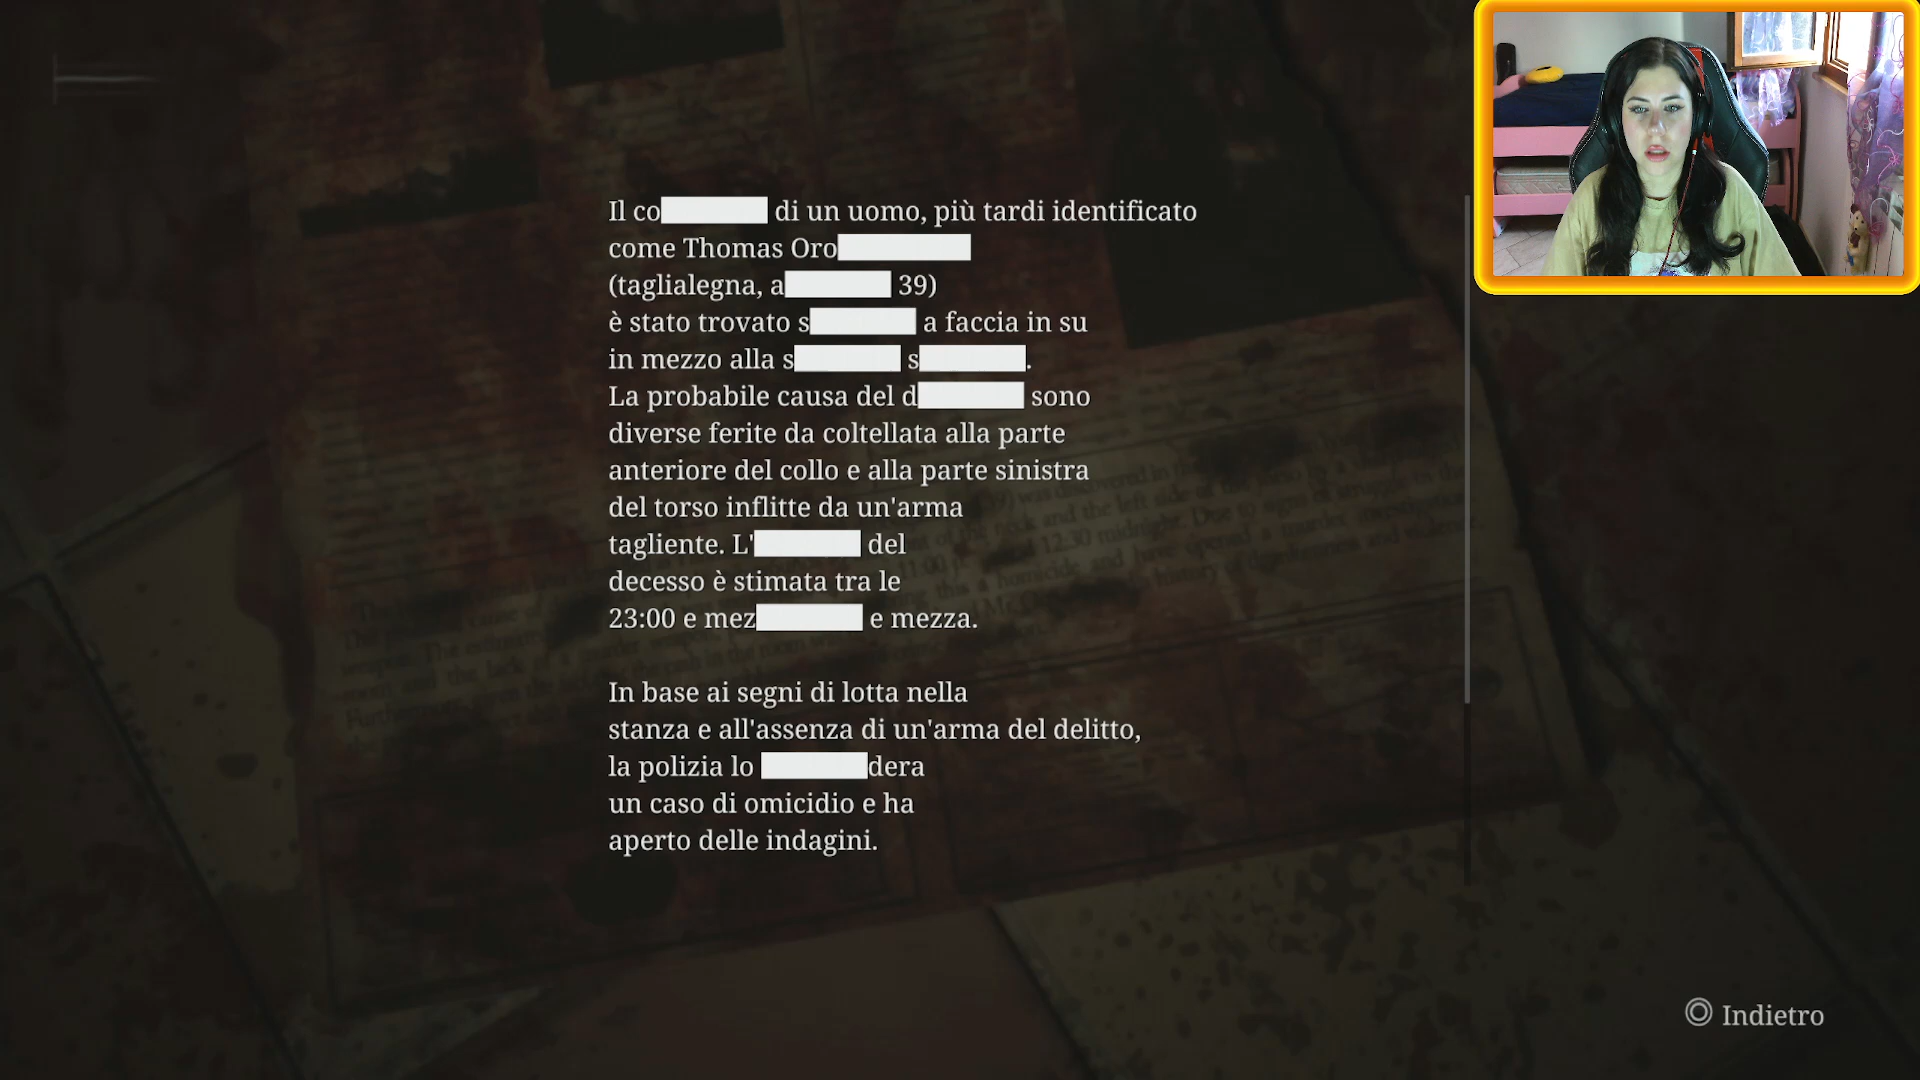 Il co di un uomo, più tardi identificato
come Thomas Oro
(taglialegna, a 39)
è stato trovato s a faccia in su
in mezzo alla s s.
La probabile causa del d sono
diverse ferite da coltellata alla parte
anteriore del collo e alla parte sinistra
del torso inflitte da un'arma
tagliente. L' del
decesso è stimata tra le
23:00 e mez e mezza.
In base ai segni di lotta nella
stanza e all'assenza di un'arma del delitto,
la polizia lo dera
un caso di omicidio e ha
aperto delle indagini.
Indietro